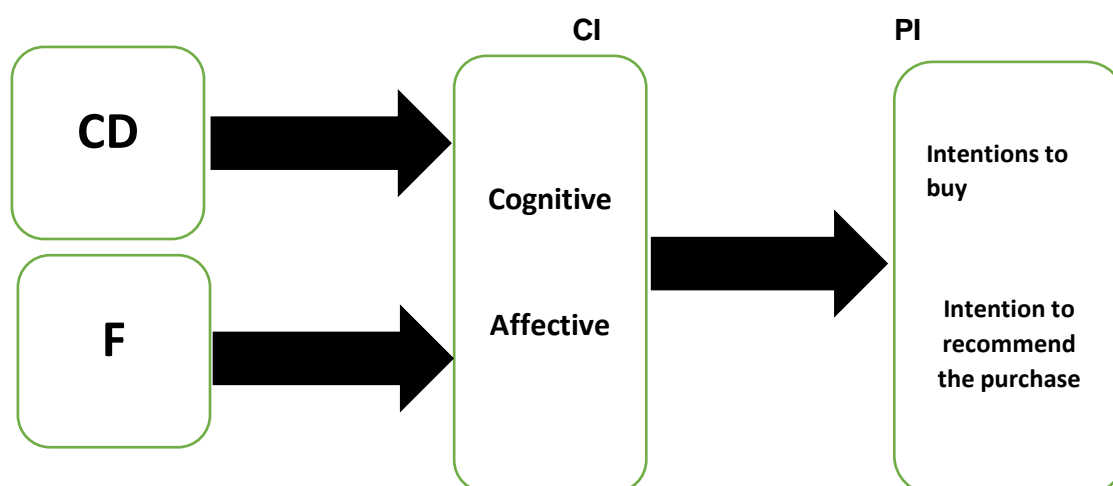 CI
PI
CD
Intentions to
buy
Cognitive
Affective
F
Intention to
recommend
the purchase